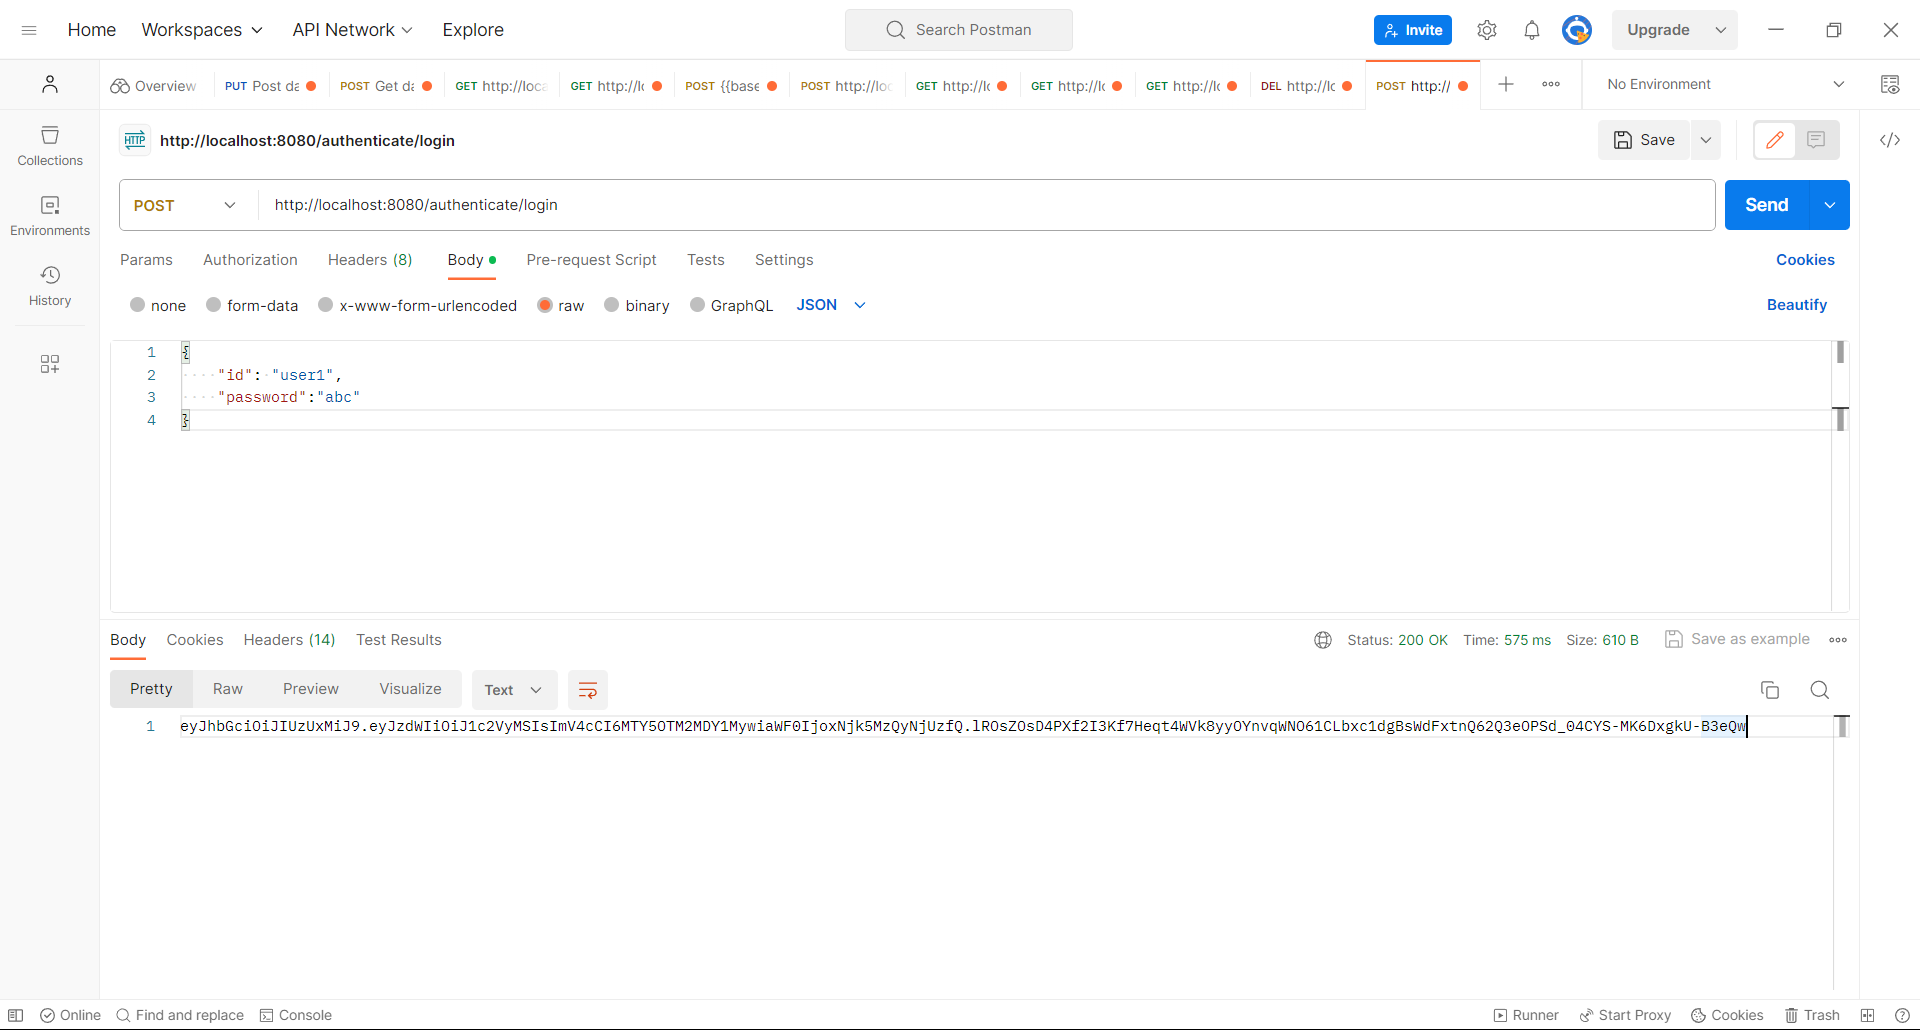 Home Workspaces API Network Explore Search Postman Invite Upgrade
Overview PUT Post da POST Get da GET http://loca GET http://lo POST {{base POST http://loc GET http://lo GET http://lo GET http://lo DEL http://lo POST http:// No Environment
HTTP http://localhost:8080/authenticate/login Save
Collections
POST http://localhost:8080/authenticate/login Send
Environments
Params Authorization Headers (8) Body Pre-request Script Tests Settings Cookies
History
none form-data x-www-form-urlencoded raw binary GraphQL JSON Beautify
1 {
2 "id": "user1",
3 "password":"abc"
4 }
Body Cookies Headers (14) Test Results Status: 200 OK Time: 575 ms Size: 610 B Save as example
Pretty Raw Preview Visualize Text
1 eyJhbGciOiJIUzUxMiJ9.eyJzdWIiOiJ1c2VyMSIsImV4cCI6MTY5OTM2MDY1MywiaWF0IjoxNjk5MzQyNjUzfQ.lROsZOsD4PXf2I3Kf7Heqt4WVk8yyOYnvqWNO61CLbxc1dgBsWdFxtnQ62Q3eOPSd_04CYS-MK6DxgkU-B3eQw
Online Find and replace Console Runner Start Proxy Cookies Trash